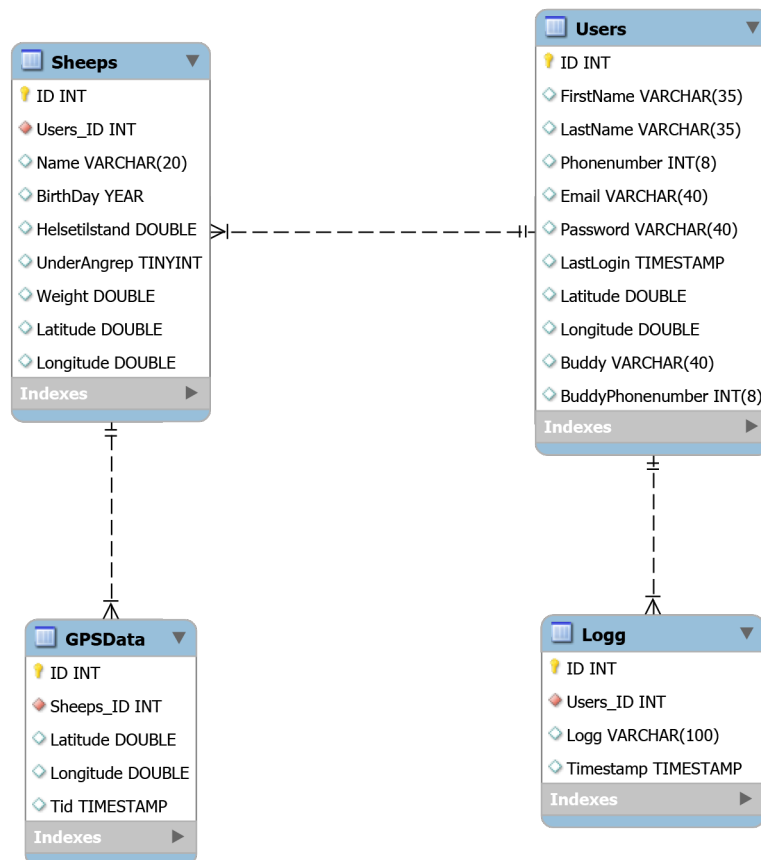 Sheeps
ID INT
Users_ID INT
Name VARCHAR(20)
BirthDay YEAR
Helsetilstand DOUBLE
UnderAngrep TINYINT
Weight DOUBLE
Latitude DOUBLE
Longitude DOUBLE
Indexes
Users
ID INT
FirstName VARCHAR(35)
LastName VARCHAR(35)
Phonenumber INT(8)
Email VARCHAR(40)
Password VARCHAR(40)
LastLogin TIMESTAMP
Latitude DOUBLE
Longitude DOUBLE
Buddy VARCHAR(40)
BuddyPhonenumber INT(8)
Indexes
GPSData
ID INT
Sheeps_ID INT
Latitude DOUBLE
Longitude DOUBLE
Tid TIMESTAMP
Indexes
Logg
ID INT
Users_ID INT
Logg VARCHAR(100)
Timestamp TIMESTAMP
Indexes